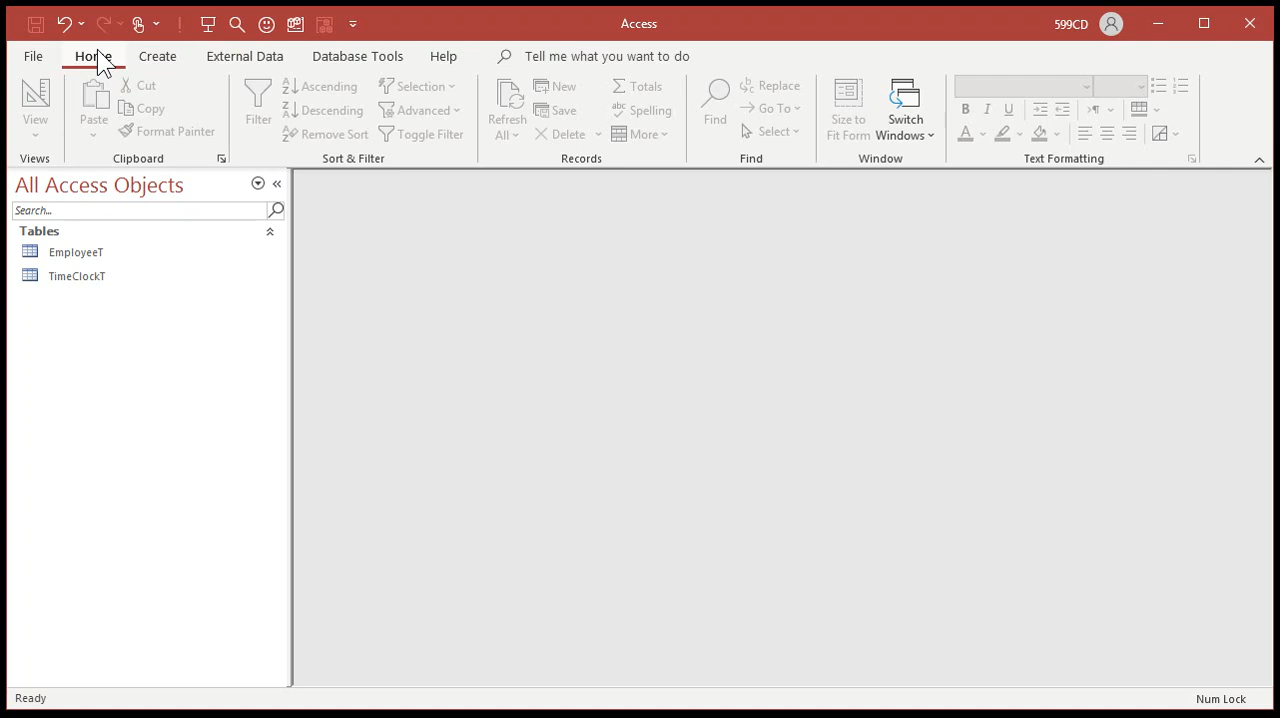 Access
599CD
File Home Create External Data Database Tools Help Tell me what you want to do
View
Views
Paste
Cut
Copy
Format Painter
Clipboard
Filter
Ascending
Descending
Remove Sort
Selection
Advanced
Toggle Filter
Sort & Filter
Refresh
All
New
Save
Delete
Totals
Spelling
More
Records
Find
Replace
Go To
Select
Find
Size to
Fit Form
Switch
Windows
Window
B I U
A
Text Formatting
All Access Objects
Search...
Tables
EmployeeT
TimeClockT
Ready
Num Lock